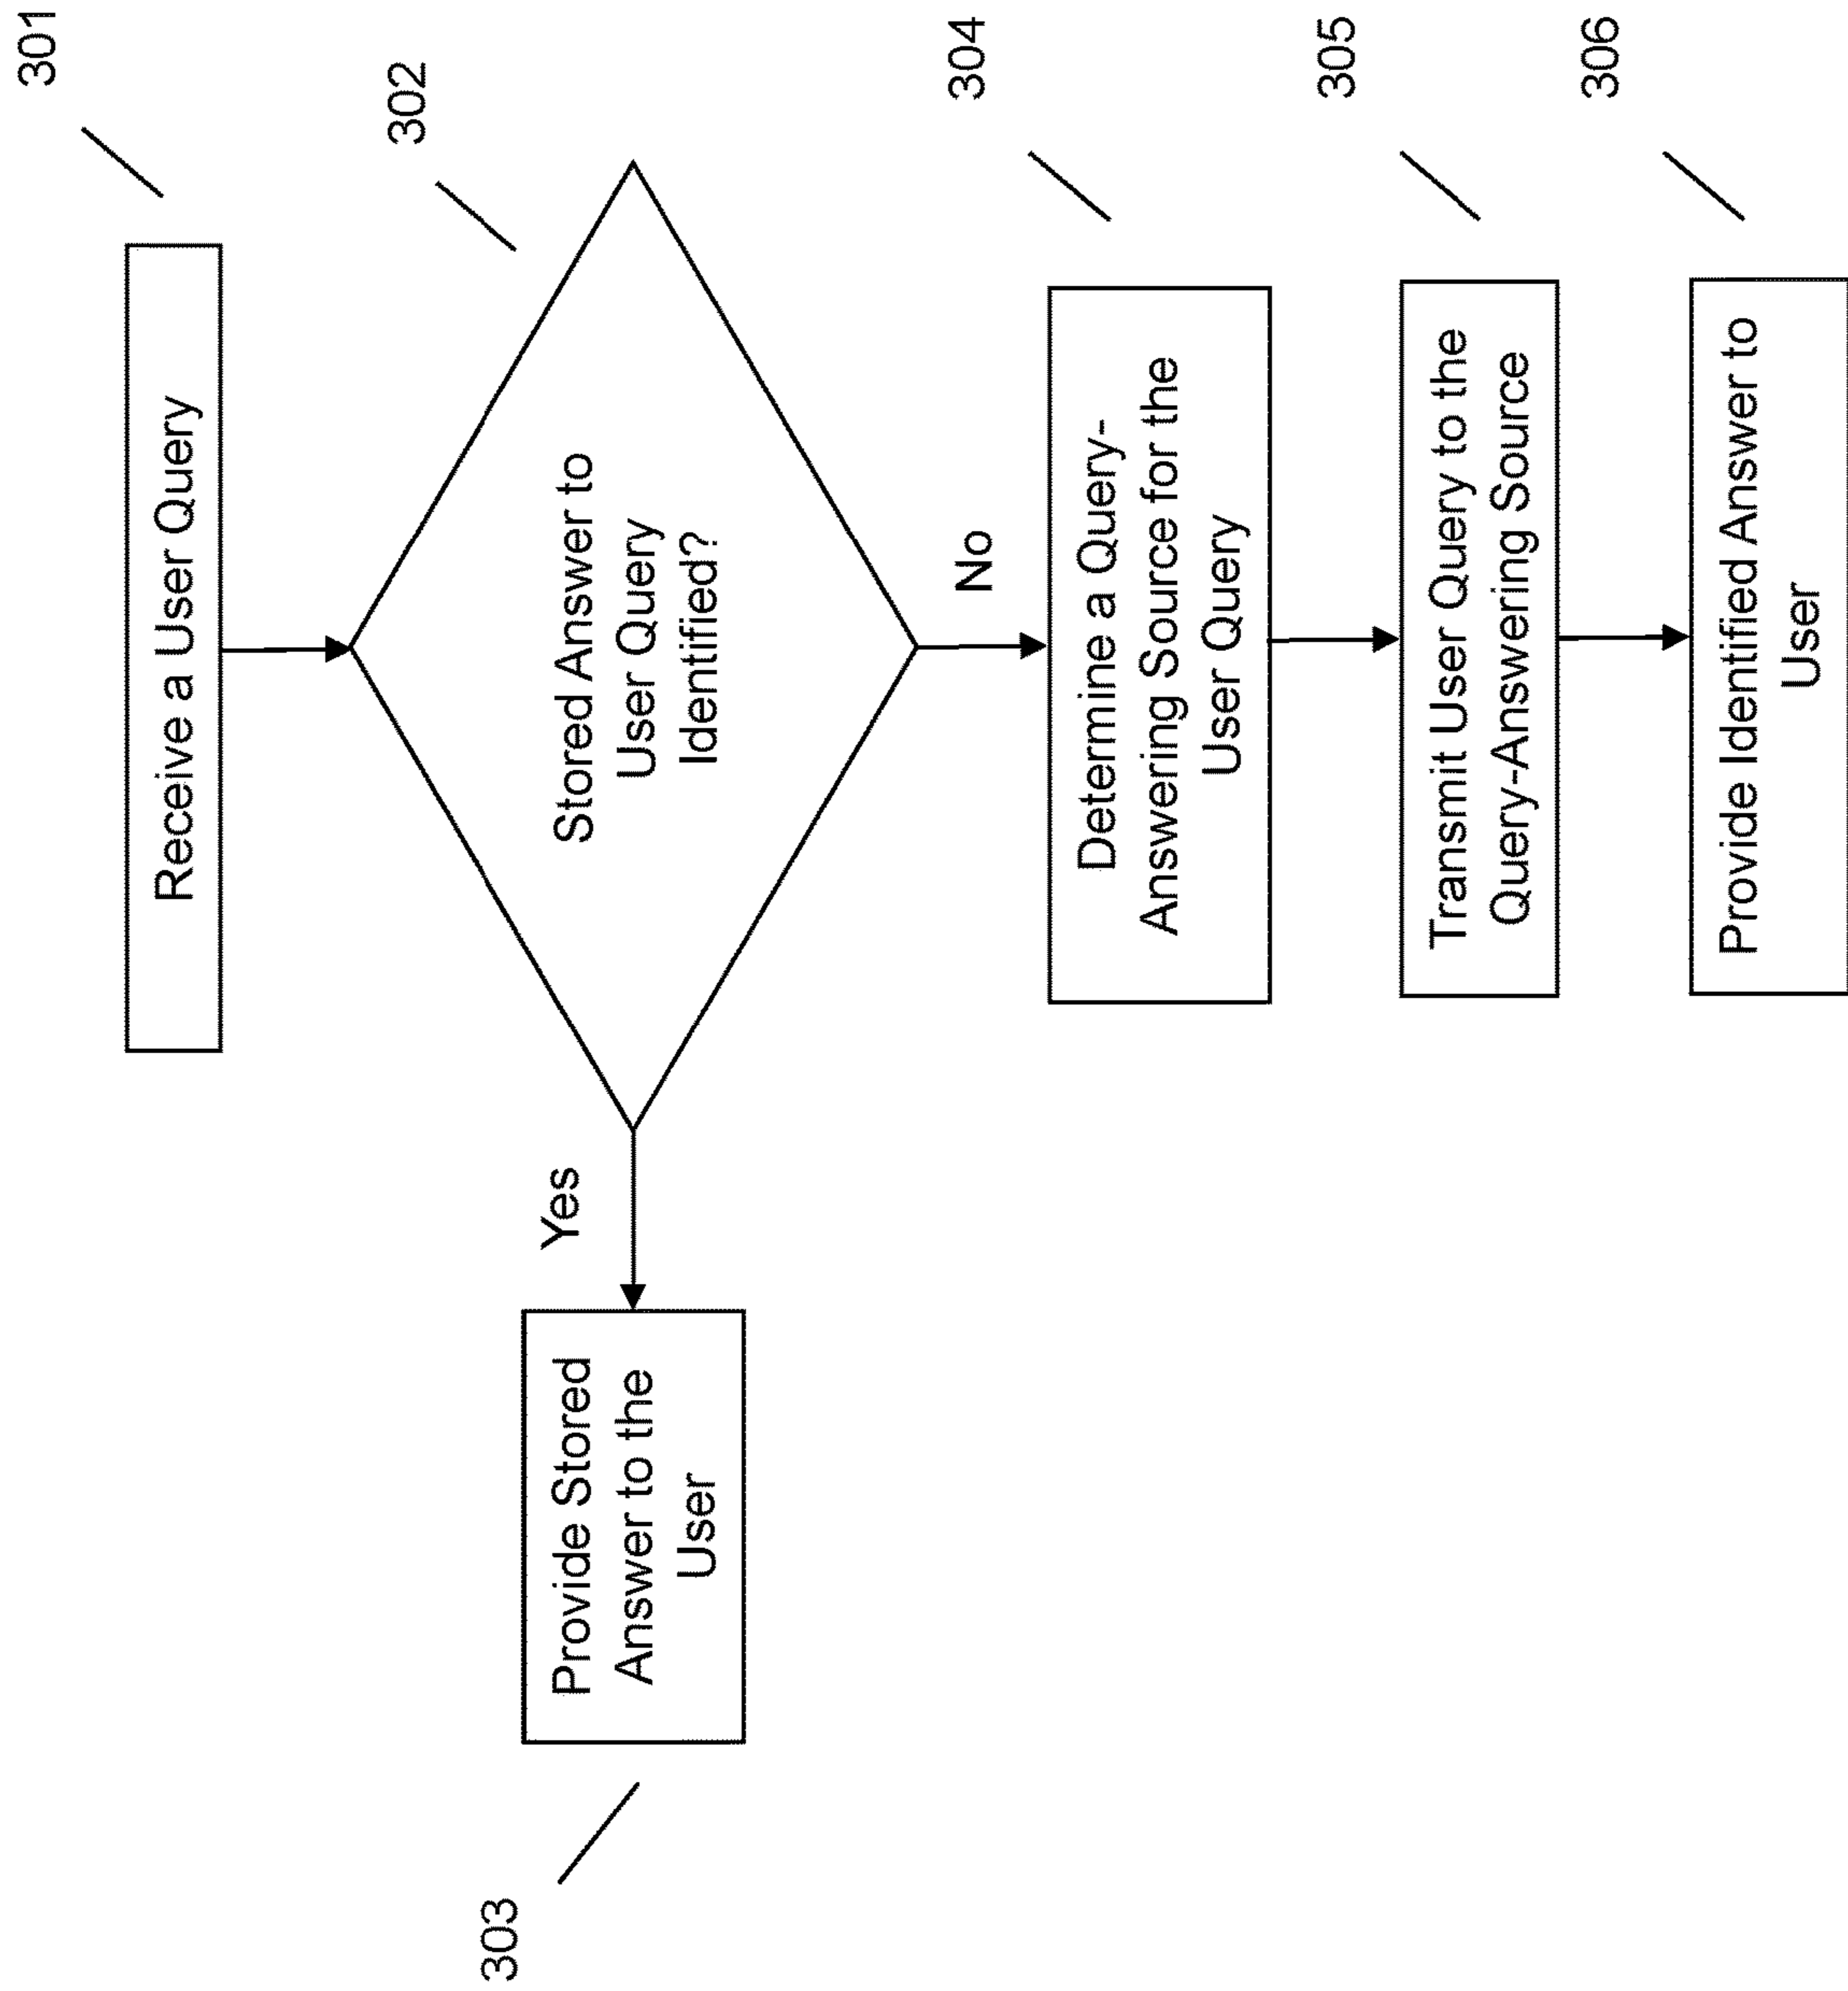 301
Receive a User Query
302
Stored Answer to
User Query
Identified?
Yes
303
Provide Stored
Answer to the
User
No
304
Determine a Query-
Answering Source for the
User Query
305
Transmit User Query to the
Query-Answering Source
306
Provide Identified Answer to
User